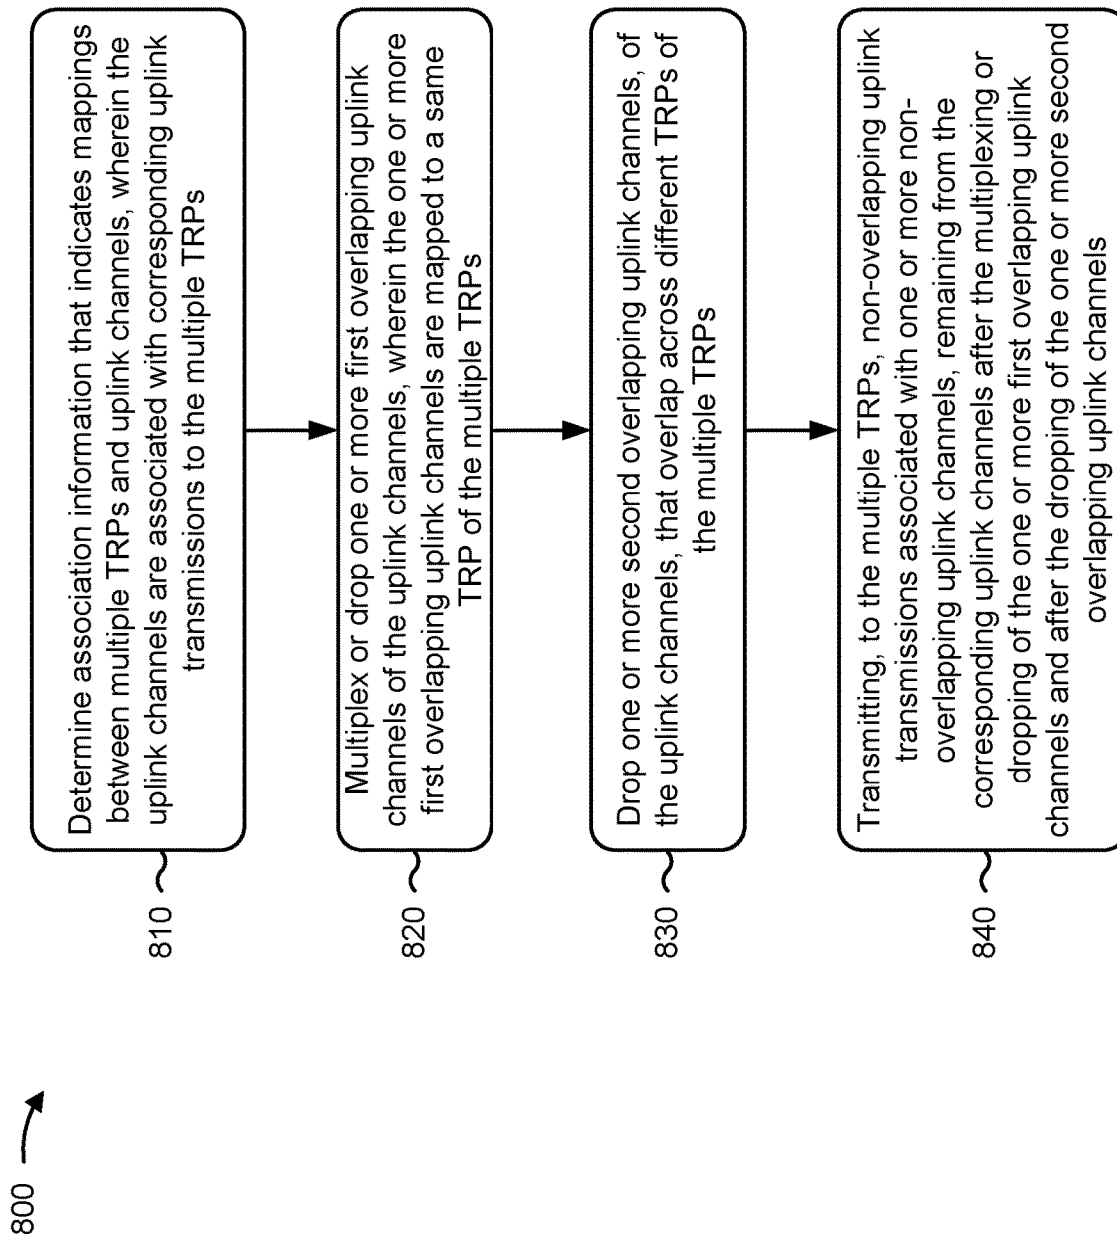 800
810
Determine association information that indicates mappings
between multiple TRPs and uplink channels, wherein the
uplink channels are associated with corresponding uplink
transmissions to the multiple TRPs
820
Multiplex or drop one or more first overlapping uplink
channels of the uplink channels, wherein the one or more
first overlapping uplink channels are mapped to a same
TRP of the multiple TRPs
830
Drop one or more second overlapping uplink channels, of
the uplink channels, that overlap across different TRPs of
the multiple TRPs
840
Transmitting, to the multiple TRPs, non-overlapping uplink
transmissions associated with one or more non-
overlapping uplink channels, remaining from the
corresponding uplink channels after the multiplexing or
dropping of the one or more first overlapping uplink
channels and after the dropping of the one or more second
overlapping uplink channels